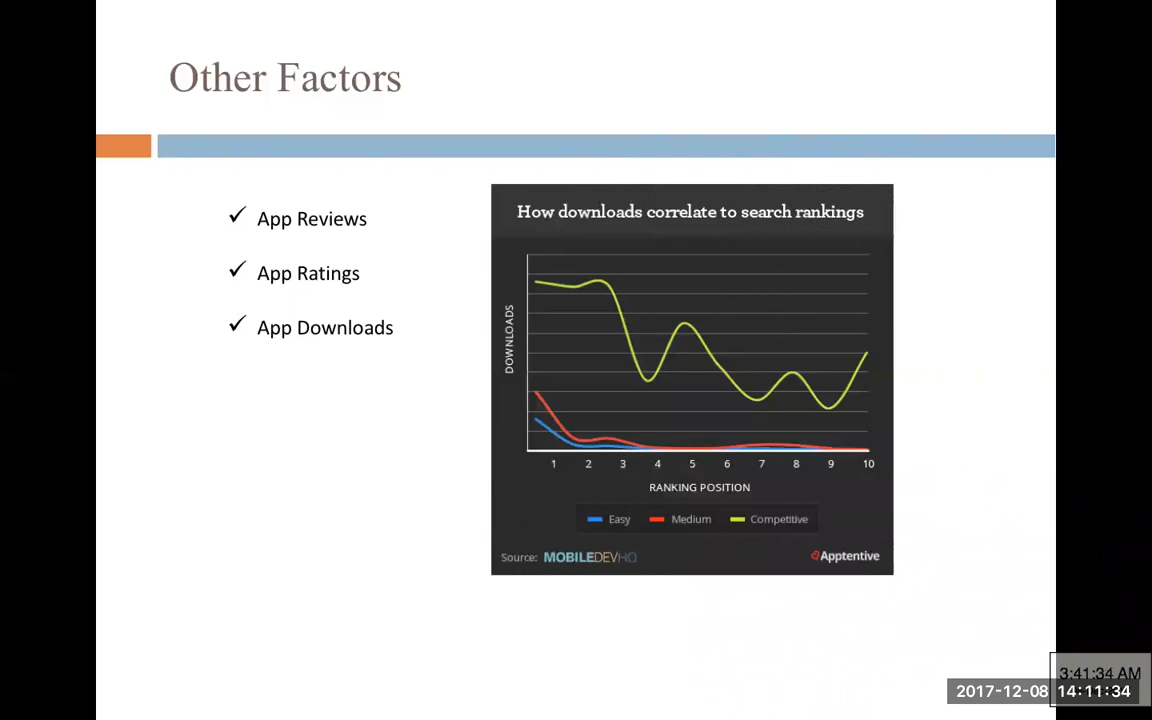 Other Factors
✓ App Reviews
✓ App Ratings
✓ App Downloads
How downloads correlate to search rankings
DOWNLOADS
1 2 3 4 5 6 7 8 9 10
RANKING POSITION
Easy Medium Competitive
Source: MOBILEDEVHQ
Apptentive
3:41:34 AM
2017-12-08 14:11:34